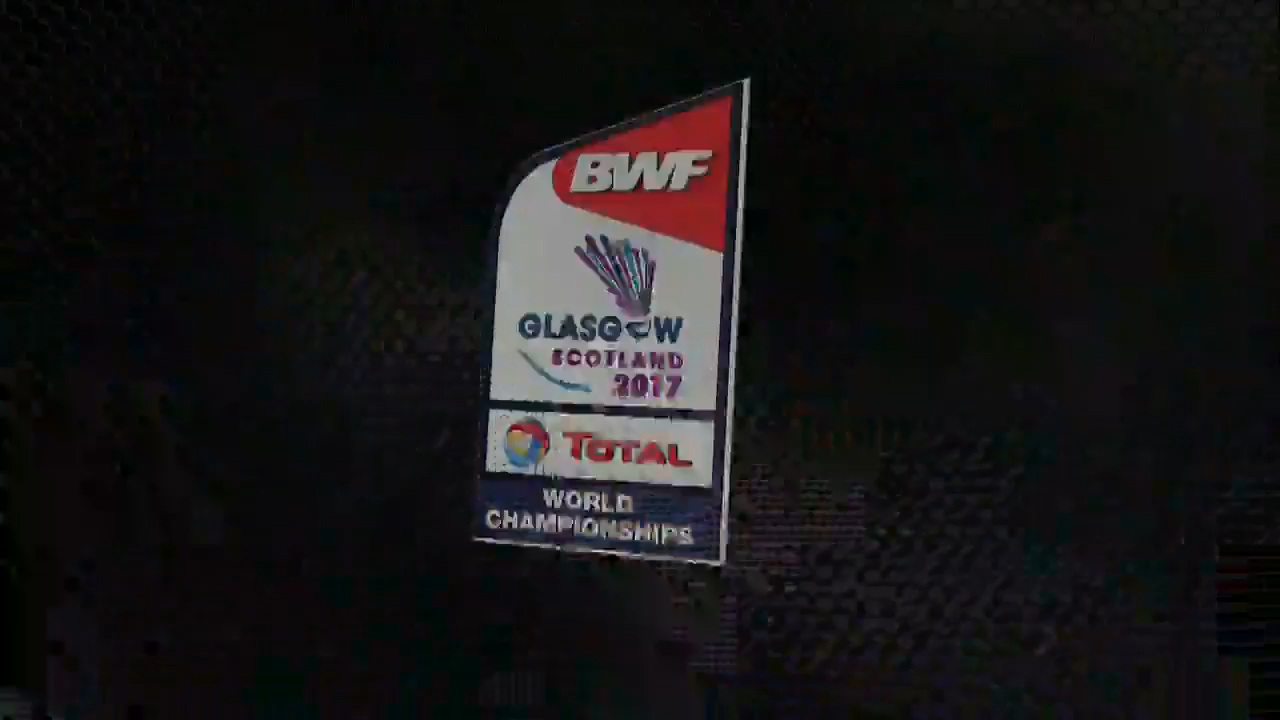 BWF
GLASGOW
SCOTLAND
2017
TOTAL
WORLD
CHAMPIONSHIPS